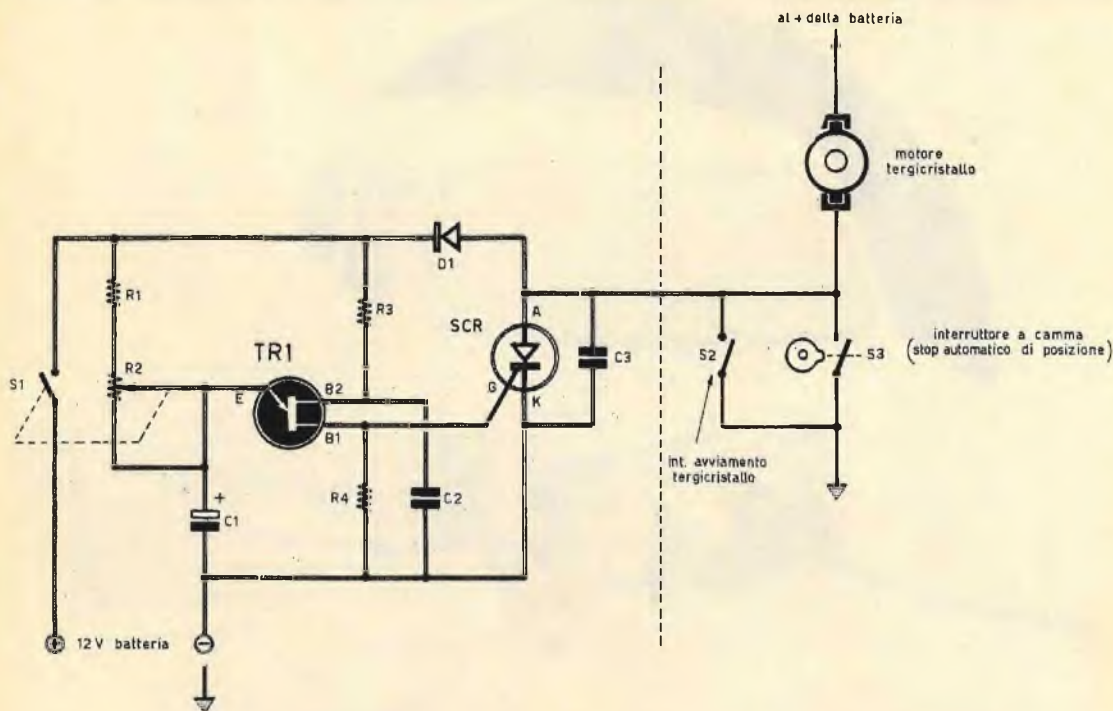 al + della batteria
motore
tergicristallo
D1
R1
R3
SCR
A
C3
G
K
S2
S3
interruttore a camma
(stop automatico di posizione)
TR1
S1
R2
E
B2
B1
R4
C2
int. avviamento
tergicristallo
+
C1
+ 12 V batteria -